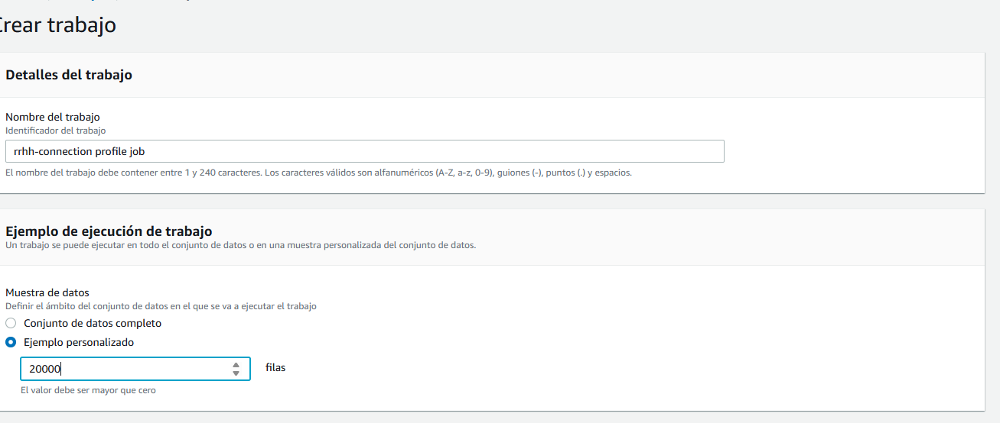 Crear trabajo
Detalles del trabajo
Nombre del trabajo
Identificador del trabajo
rrhh-connection profile job
El nombre del trabajo debe contener entre 1 y 240 caracteres. Los caracteres válidos son alfanuméricos (A-Z, a-z, 0-9), guiones (-), puntos (.) y espacios.
Ejemplo de ejecución de trabajo
Un trabajo se puede ejecutar en todo el conjunto de datos o en una muestra personalizada del conjunto de datos.
Muestra de datos
Definir el ámbito del conjunto de datos en el que se va a ejecutar el trabajo
Conjunto de datos completo
Ejemplo personalizado
20000 filas
El valor debe ser mayor que cero